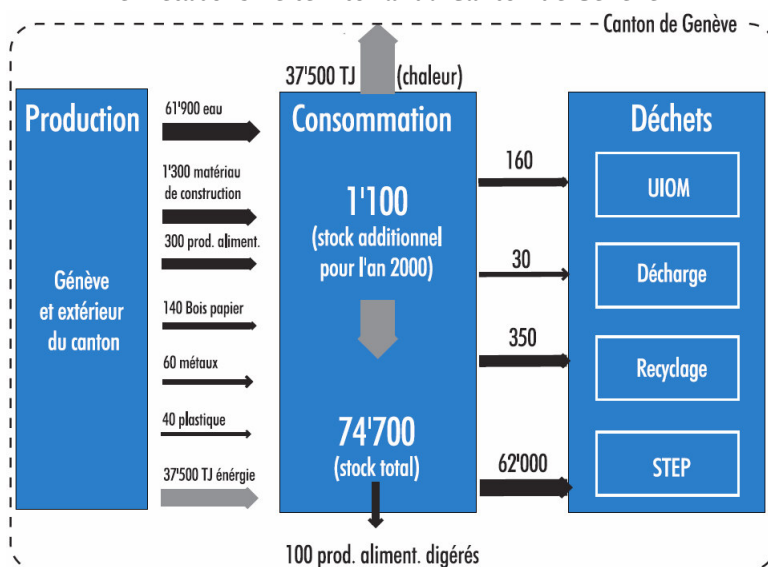 Canton de Genève
37'500 TJ (chaleur)
Production
Génève
et extérieur
du canton
61'900 eau
1'300 matériau
de construction
300 prod. aliment.
140 Bois papier
60 métaux
40 plastique
37'500 TJ énérgie
Consommation
1'100
(stock additionnel
pour l'an 2000)
74'700
(stock total)
100 prod. aliment. digérés
160
30
350
62'000
Déchets
UIOM
Décharge
Recyclage
STEP